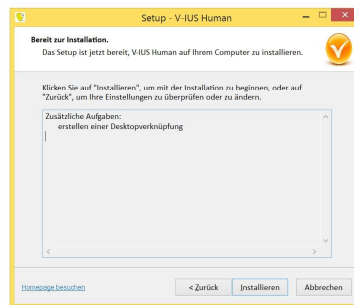 Setup - V-IUS Human
Bereit zur Installation.
Das Setup ist jetzt bereit, V-IUS Human auf Ihrem Computer zu installieren.
Klicken Sie auf "Installieren", um mit der Installation zu beginnen, oder auf
"Zurück", um Ihre Einstellungen zu überprüfen oder zu ändern.
Zusätzliche Aufgaben:
erstellen einer Desktopverknüpfung
Homepage besuchen
< Zurück
Installieren
Abbrechen